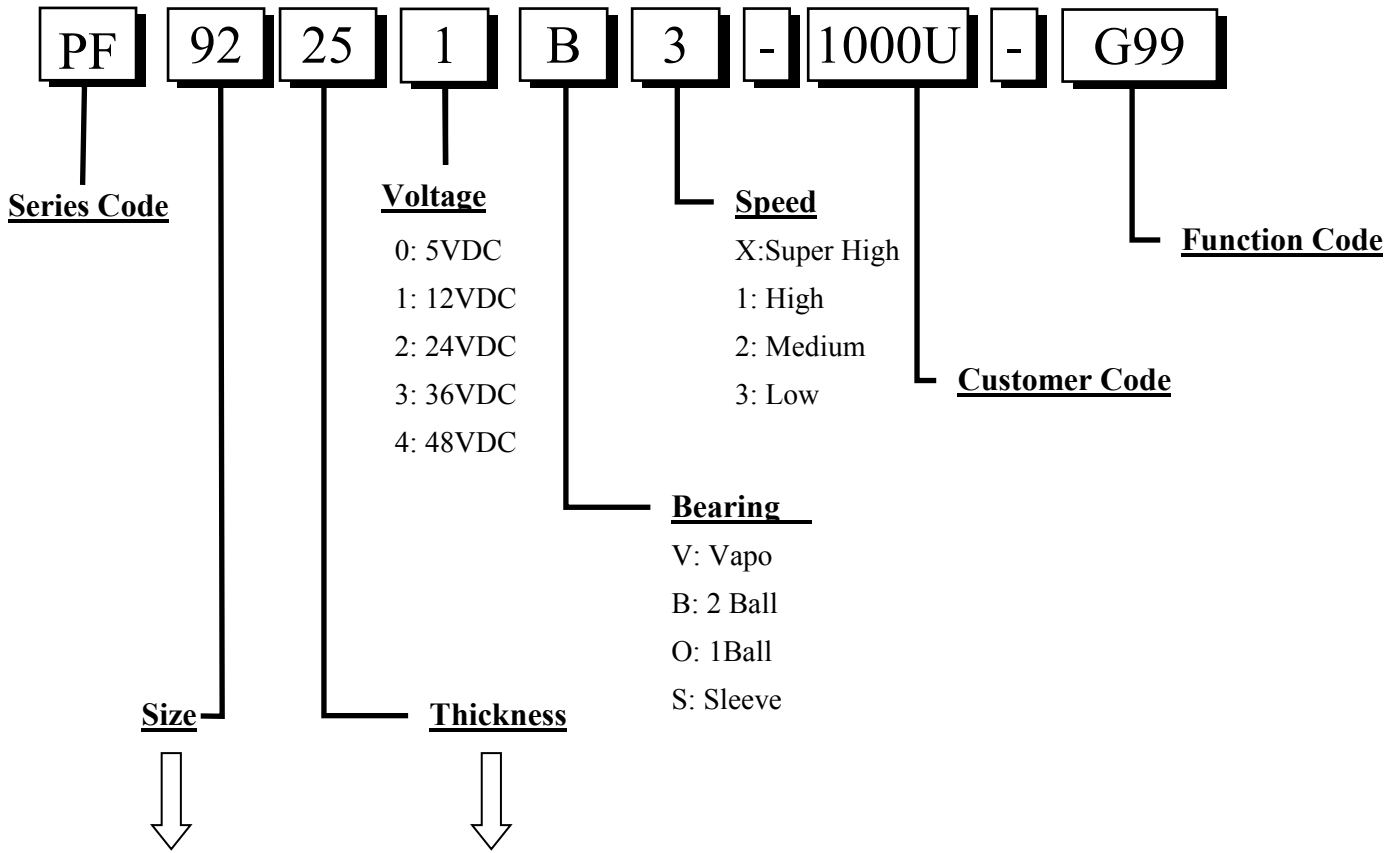 PF 92 25 1 B 3 - 1000U - G99
Series Code
Voltage
0: 5VDC
1: 12VDC
2: 24VDC
3: 36VDC
4: 48VDC
Speed
X:Super High
1: High
2: Medium
3: Low
Function Code
Customer Code
Bearing
V: Vapo
B: 2 Ball
O: 1Ball
S: Sleeve
Size
Thickness